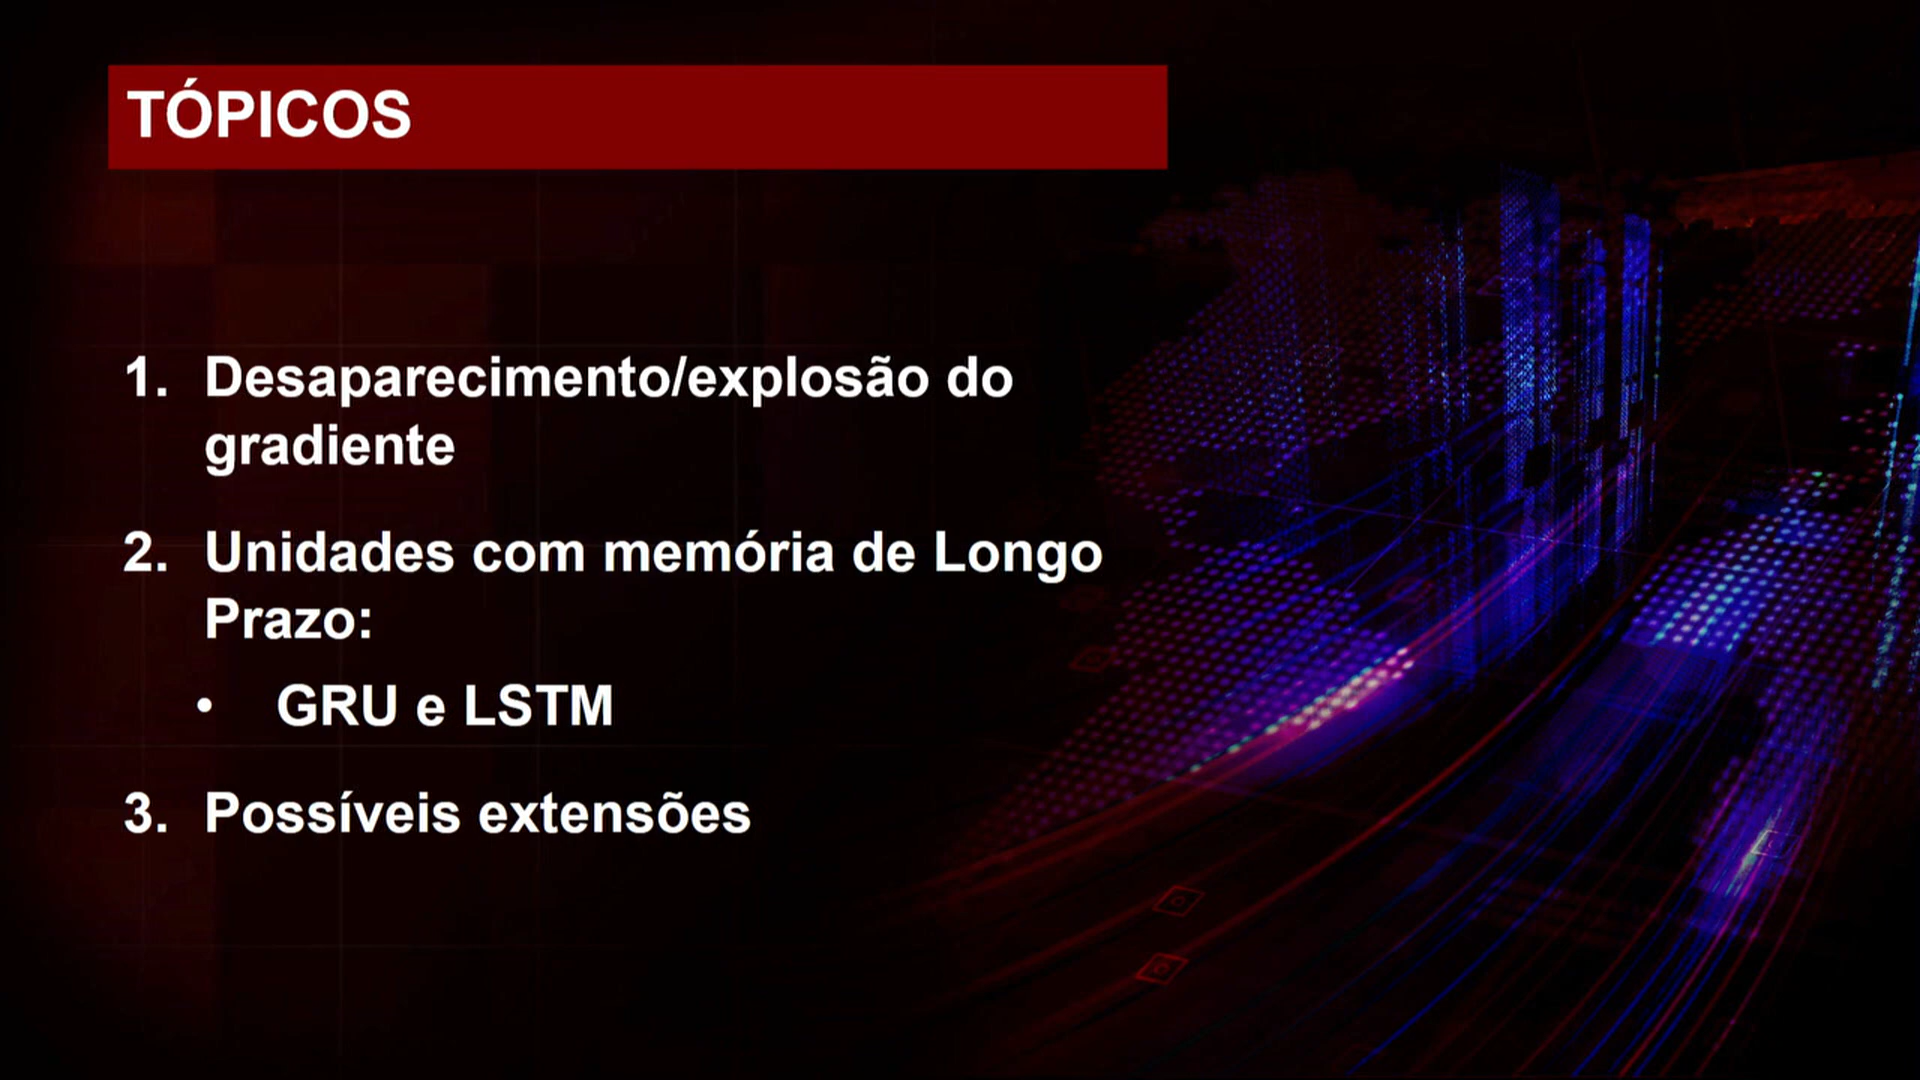 TÓPICOS
1. Desaparecimento/explosão do
gradiente
2. Unidades com memória de Longo
Prazo:
• GRU e LSTM
3. Possíveis extensões